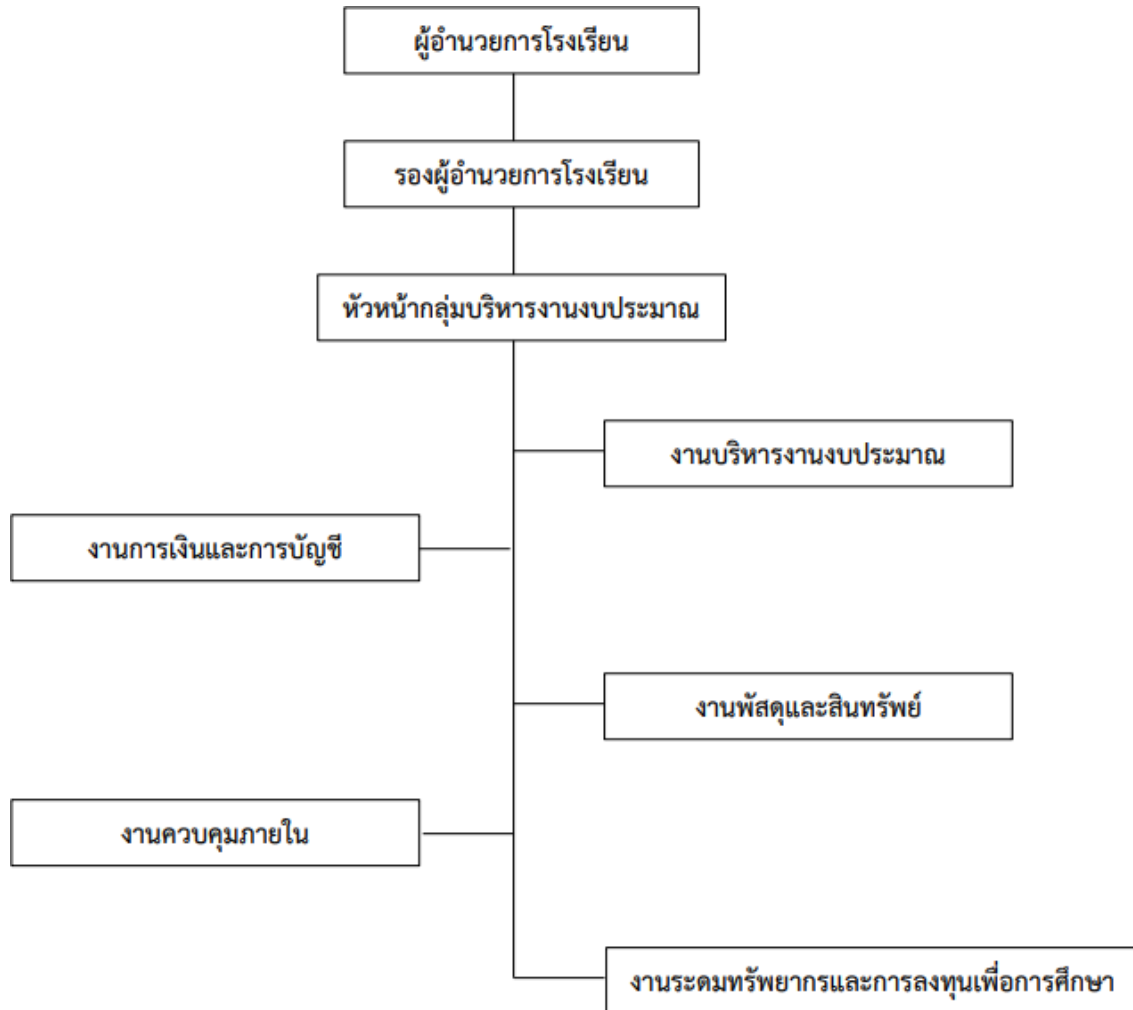 ผู้อำนวยการโรงเรียน
รองผู้อำนวยการโรงเรียน
หัวหน้ากลุ่มบริหารงานงบประมาณ
งานบริหารงานงบประมาณ
งานการเงินและการบัญชี
งานพัสดุและสินทรัพย์
งานควบคุมภายใน
งานระดมทรัพยากรและการลงทุนเพื่อการศึกษา